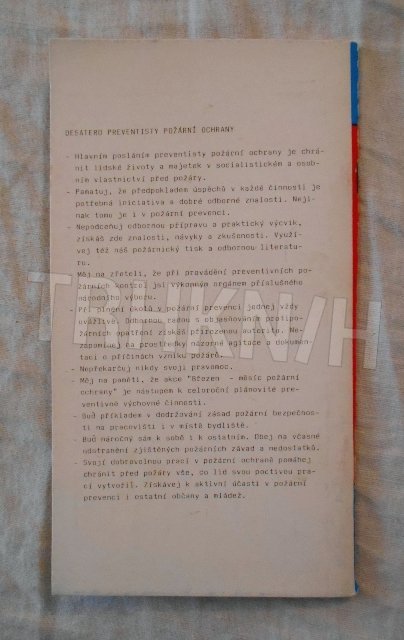 DESATERO PREVENTISTY POŽÁRNÍ OCHRANY
- Hlavním posláním preventisty požární ochrany je chrá-
nit lidské životy a majetek v socialistickém a osob-
ním vlastnictví před požáry.
- Pamatuj, že předpokladem úspěchů v každé činnosti je
potřebná iniciativa a dobré odborné znalosti. Neji-
nak tomu je i v požární prevenci.
- Nepodceňuj odbornou přípravu a praktický výcvik,
získáš zde znalosti, návyky a zkušenosti. Využí-
vej též náš požárnický tisk a odbornou literatu-
ru.
- Měj na zřeteli, že při provádění preventivních po-
žárních kontrol jsi výkonným orgánem příslušného
národního výboru.
- Při plnění úkolů v požární prevenci jednej vždy
uvážlivě. Odbornou radou s objasňováním protipo-
žárních opatření získáš přirozenou autoritu. Ne-
zapomínej na prostředky názorné agitace a dokumen-
taci o příčinách vzniku požárů.
- Nepřekračuj nikdy svoji pravomoc.
- Měj na paměti, že akce "Březen - měsíc požární
ochrany" je nástupem k celoroční plánovité pre-
ventivně výchovné činnosti.
- Buď příkladem v dodržování zásad požární bezpečnos-
ti na pracovišti i v místě bydliště.
- Buď náročný sám k sobě i k ostatním. Dbej na včasné
odstranění zjištěných požárních závad a nedostatků.
- Svojí dobrovolnou prací v požární ochraně pomáhej
chránit před požáry vše, co lid svou poctivou pra-
cí vytvořil. Získávej k aktivní účasti v požární
prevenci i ostatní občany a mládež.